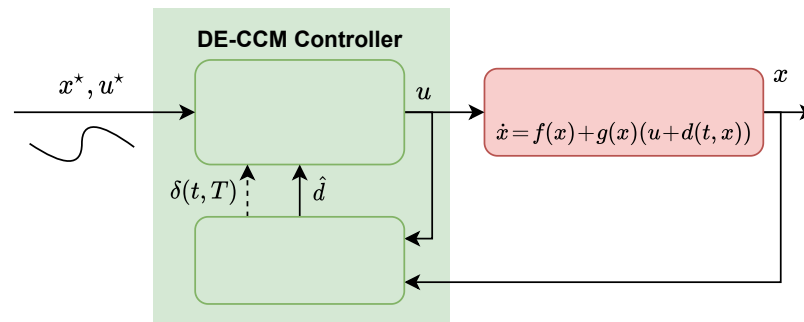 DE-CCM Controller
x⋆, u⋆
u
x
ẋ = f(x)+g(x)(u+d(t, x))
δ(t, T)
d̂